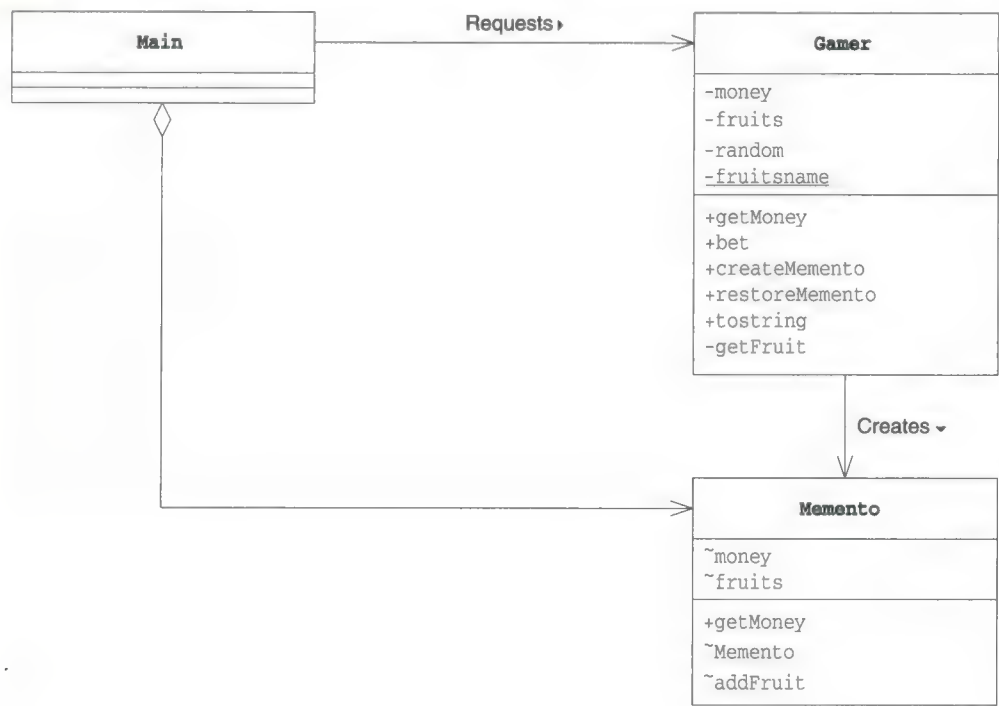 Requests▸
Main
Gamer
-money
-fruits
-random
-fruitsname
+getMoney
+bet
+createMemento
+restoreMemento
+tostring
-getFruit
Creates▾
Memento
~money
~fruits
+getMoney
~Memento
~addFruit